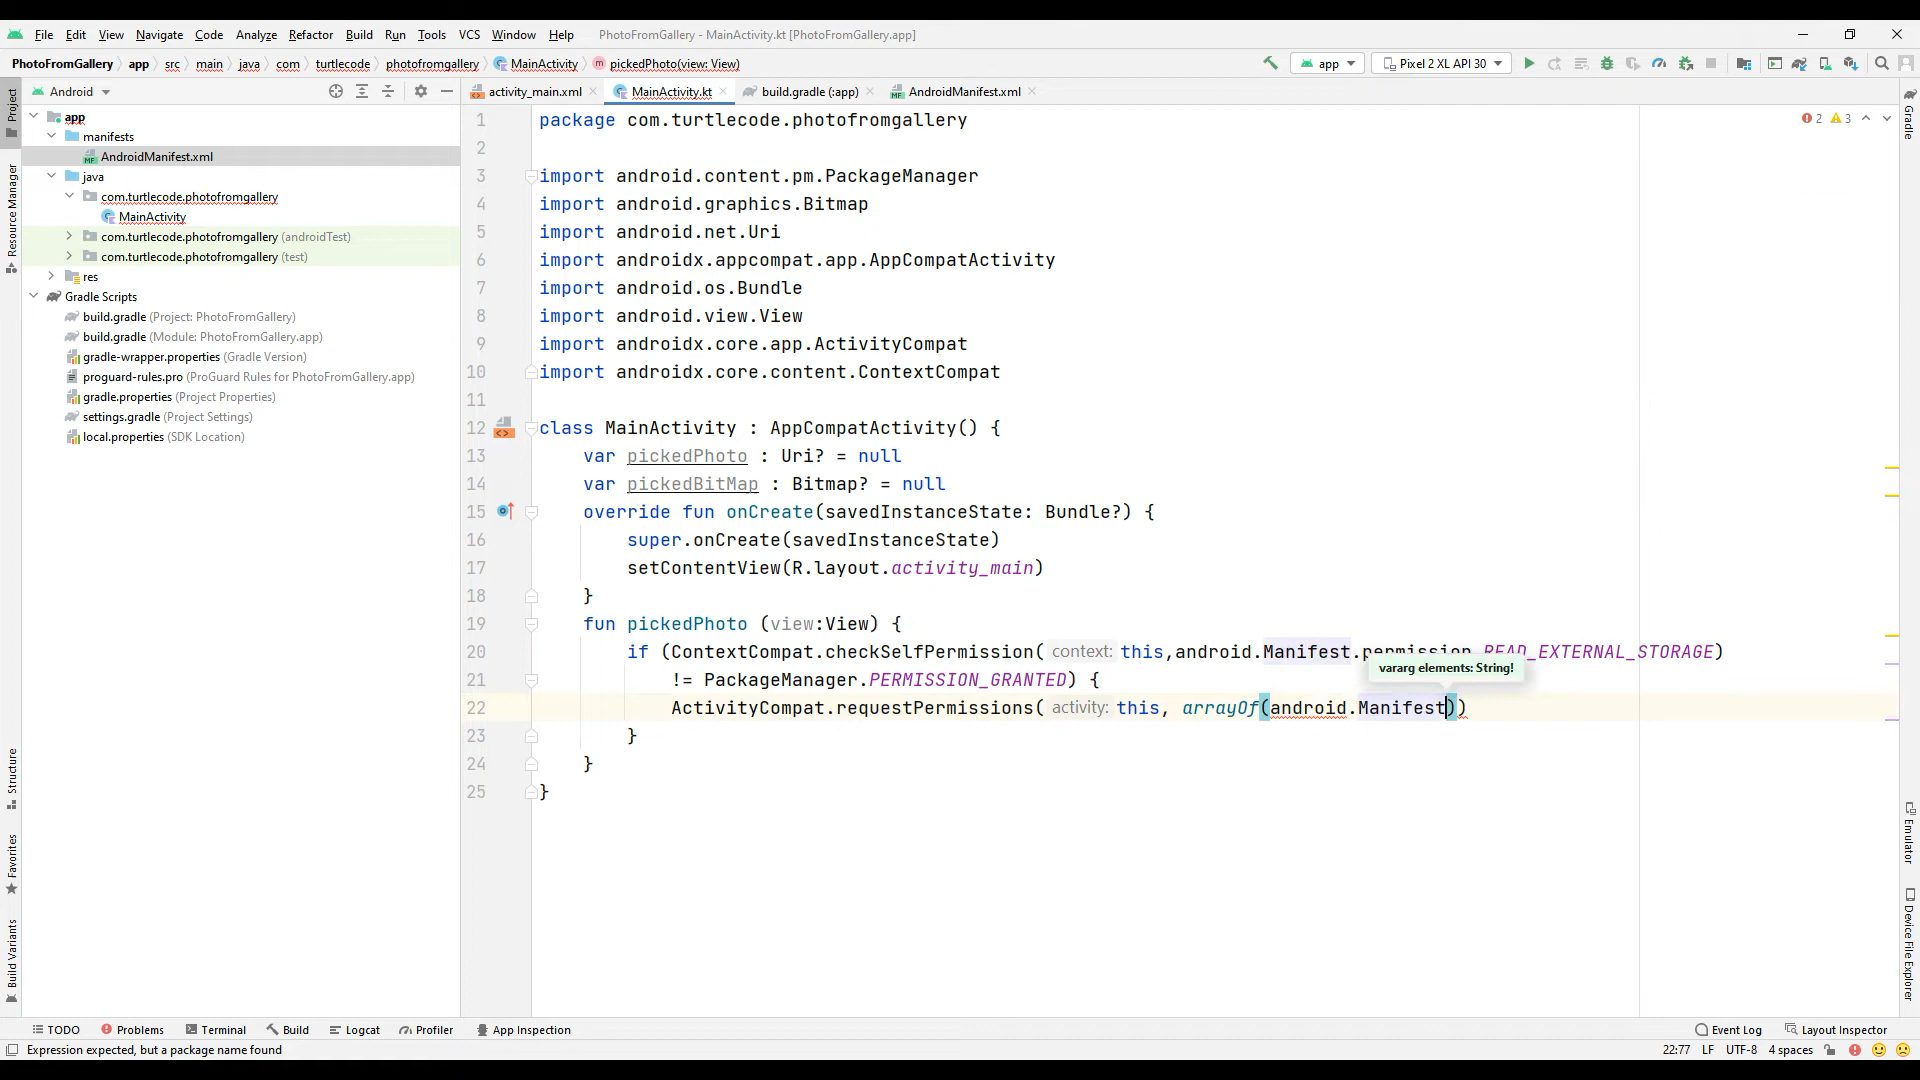 File Edit View Navigate Code Analyze Refactor Build Run Tools VCS Window Help PhotoFromGallery - MainActivity.kt [PhotoFromGallery.app]
PhotoFromGallery app src main java com turtlecode photofromgallery MainActivity pickedPhoto(view: View) app Pixel 2 XL API 30
Android activity_main.xml MainActivity.kt build.gradle (:app) AndroidManifest.xml
Project
Resource Manager
Structure
Favorites
Build Variants
app
manifests
AndroidManifest.xml
java
com.turtlecode.photofromgallery
MainActivity
com.turtlecode.photofromgallery (androidTest)
com.turtlecode.photofromgallery (test)
res
Gradle Scripts
build.gradle (Project: PhotoFromGallery)
build.gradle (Module: PhotoFromGallery.app)
gradle-wrapper.properties (Gradle Version)
proguard-rules.pro (ProGuard Rules for PhotoFromGallery.app)
gradle.properties (Project Properties)
settings.gradle (Project Settings)
local.properties (SDK Location)
2 3
1 package com.turtlecode.photofromgallery
2
3 import android.content.pm.PackageManager
4 import android.graphics.Bitmap
5 import android.net.Uri
6 import androidx.appcompat.app.AppCompatActivity
7 import android.os.Bundle
8 import android.view.View
9 import androidx.core.app.ActivityCompat
10 import androidx.core.content.ContextCompat
11
12 class MainActivity : AppCompatActivity() {
13 var pickedPhoto : Uri? = null
14 var pickedBitMap : Bitmap? = null
15 override fun onCreate(savedInstanceState: Bundle?) {
16 super.onCreate(savedInstanceState)
17 setContentView(R.layout.activity_main)
18 }
19 fun pickedPhoto (view:View) {
20 if (ContextCompat.checkSelfPermission( context: this,android.Manifest.permission.READ_EXTERNAL_STORAGE)
vararg elements: String!
21 != PackageManager.PERMISSION_GRANTED) {
22 ActivityCompat.requestPermissions( activity: this, arrayOf(android.Manifest))
23 }
24 }
25 }
Gradle
Emulator
Device File Explorer
TODO Problems Terminal Build Logcat Profiler App Inspection Event Log Layout Inspector
Expression expected, but a package name found 22:77 LF UTF-8 4 spaces